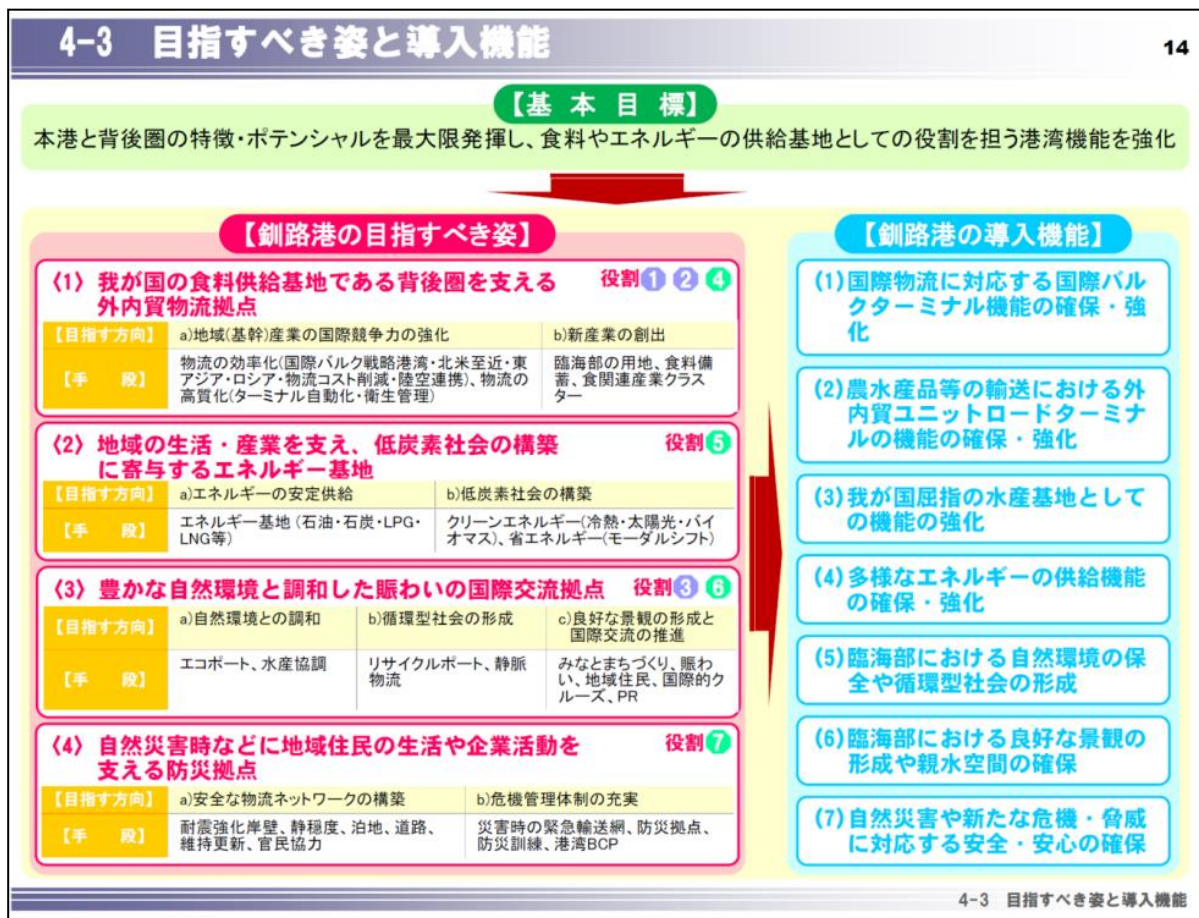 4-3 目指すべき姿と導入機能
14
【基本目標】
本港と背後圏の特徴・ポテンシャルを最大限発揮し、食料やエネルギーの供給基地としての役割を担う港湾機能を強化
【釧路港の目指すべき姿】
〈1〉我が国の食料供給基地である背後圏を支える
外内貿物流拠点
役割❶❷❹
【目指す方向】
a)地域(基幹)産業の国際競争力の強化
b)新産業の創出
【手 段】
物流の効率化(国際バルク戦略港湾・北米至近・東
アジア・ロシア・物流コスト削減・陸空連携)、物流の
高質化(ターミナル自動化・衛生管理)
臨海部の用地、食料備
蓄、食関連産業クラス
ター
〈2〉地域の生活・産業を支え、低炭素社会の構築
に寄与するエネルギー基地
役割❺
【目指す方向】
a)エネルギーの安定供給
b)低炭素社会の構築
【手 段】
エネルギー基地(石油・石炭・LPG・
LNG等)
クリーンエネルギー(冷熱・太陽光・バイ
オマス)、省エネルギー(モーダルシフト)
〈3〉豊かな自然環境と調和した賑わいの国際交流拠点
役割❸❻
【目指す方向】
a)自然環境との調和
b)循環型社会の形成
c)良好な景観の形成と
国際交流の推進
【手 段】
エコポート、水産協調
リサイクルポート、静脈
物流
みなとまちづくり、賑わ
い、地域住民、国際的ク
ルーズ、PR
〈4〉自然災害時などに地域住民の生活や企業活動を
支える防災拠点
役割❼
【目指す方向】
a)安全な物流ネットワークの構築
b)危機管理体制の充実
【手 段】
耐震強化岸壁、静穏度、泊地、道路、
維持更新、官民協力
災害時の緊急輸送網、防災拠点、
防災訓練、港湾BCP
【釧路港の導入機能】
(1)国際物流に対応する国際バル
クターミナル機能の確保・強
化
(2)農水産品等の輸送における外
内貿ユニットロードターミ
ナルの機能の確保・強化
(3)我が国屈指の水産基地として
の機能の強化
(4)多様なエネルギーの供給機能
の確保・強化
(5)臨海部における自然環境の保
全や循環型社会の形成
(6)臨海部における良好な景観の
形成や親水空間の確保
(7)自然災害や新たな危機・脅威
に対応する安全・安心の確保
4-3 目指すべき姿と導入機能